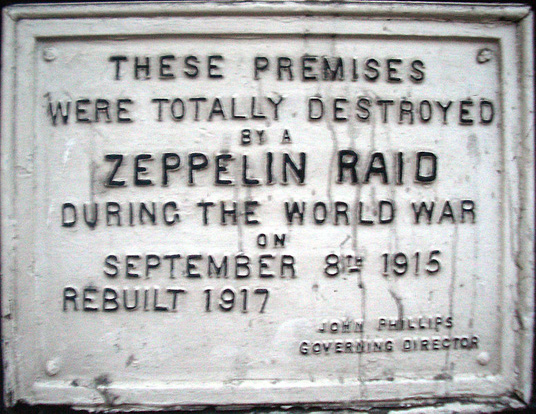 THESE PREMISES
WERE TOTALLY DESTROYED
BY A
ZEPPELIN RAID
DURING THE WORLD WAR
ON
SEPTEMBER 8TH 1915
REBUILT 1917
JOHN PHILLIPS
GOVERNING DIRECTOR